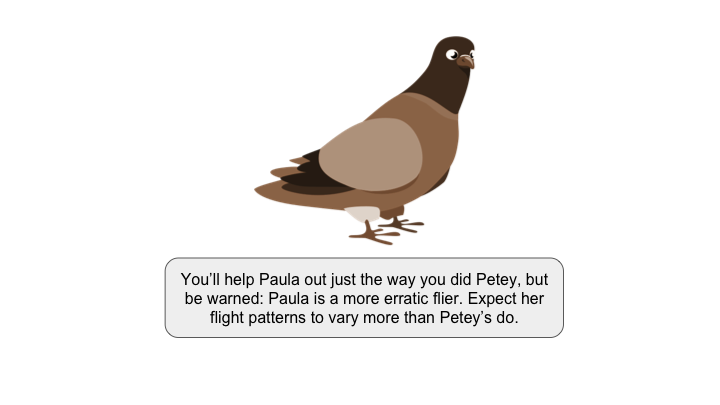 You’ll help Paula out just the way you did Petey, but
be warned: Paula is a more erratic flier. Expect her
flight patterns to vary more than Petey’s do.